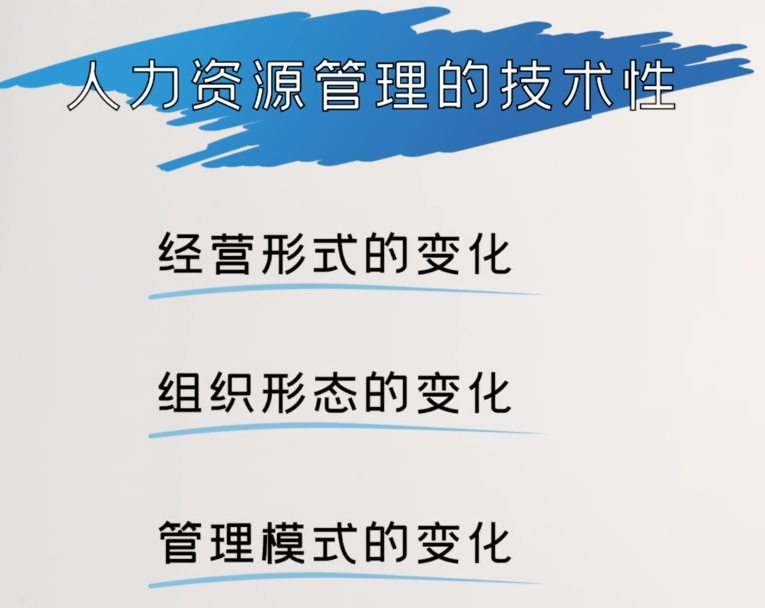 人力资源管理的技术性
经营形式的变化
组织形态的变化
管理模式的变化